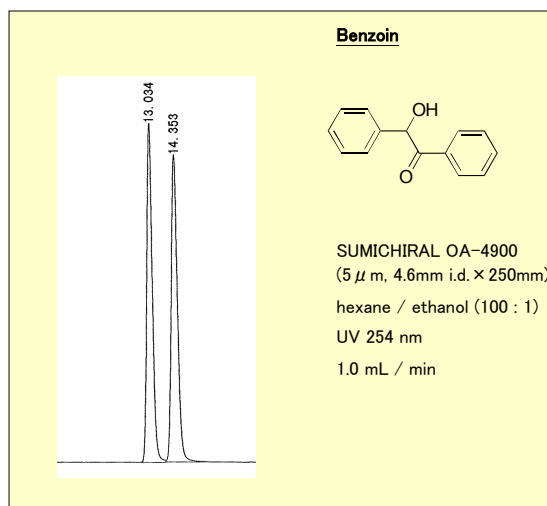 Benzoin
13.034
14.353
OH
O
SUMICHIRAL OA-4900
(5 μm, 4.6mm i.d.×250mm)
hexane / ethanol (100 : 1)
UV 254 nm
1.0 mL / min